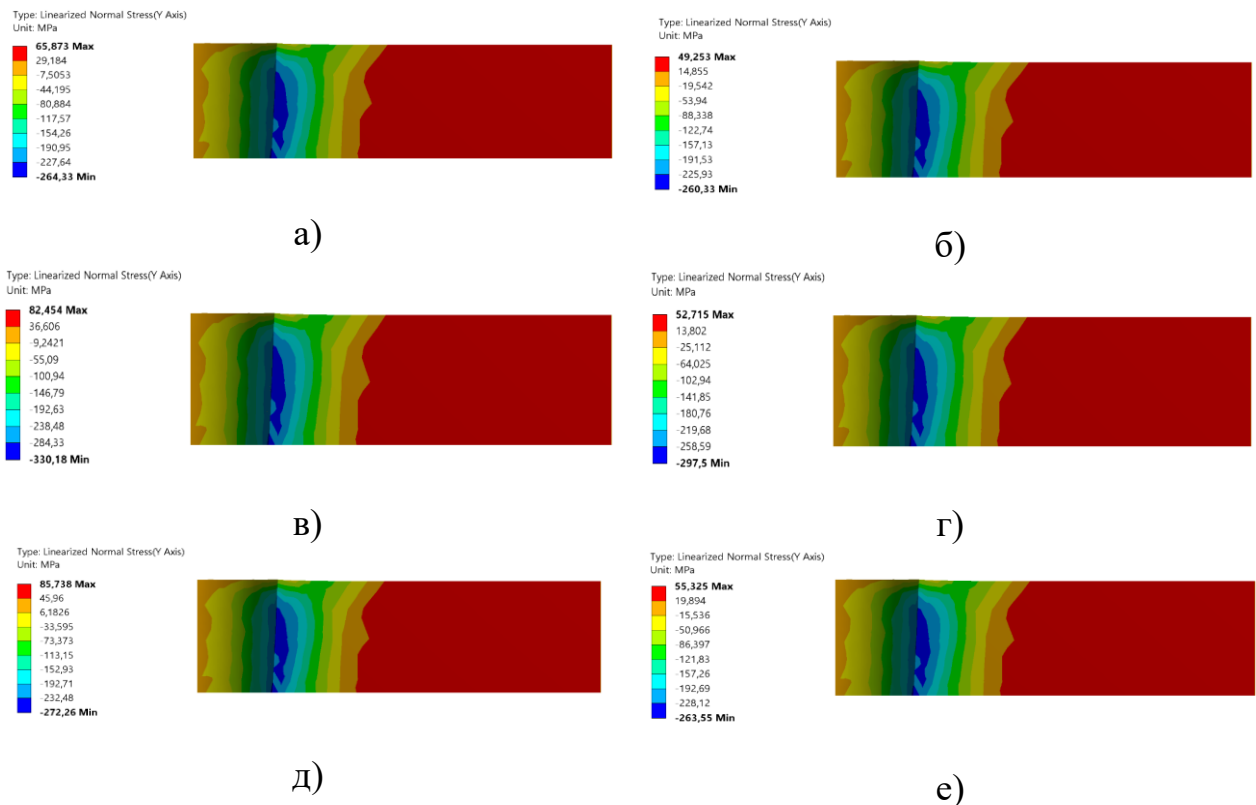 Type: Linearized Normal Stress(Y Axis)
Unit: MPa
65,873 Max
29,184
-7,5053
-44,195
-80,884
-117,57
-154,26
-190,95
-227,64
-264,33 Min
а)
Type: Linearized Normal Stress(Y Axis)
Unit: MPa
49,253 Max
14,855
-19,542
-53,94
-88,338
-122,74
-157,13
-191,53
-225,93
-260,33 Min
б)
Type: Linearized Normal Stress(Y Axis)
Unit: MPa
82,454 Max
36,606
-9,2421
-55,09
-100,94
-146,79
-192,63
-238,48
-284,33
-330,18 Min
в)
Type: Linearized Normal Stress(Y Axis)
Unit: MPa
52,715 Max
13,802
-25,112
-64,025
-102,94
-141,85
-180,76
-219,68
-258,59
-297,5 Min
г)
Type: Linearized Normal Stress(Y Axis)
Unit: MPa
85,738 Max
45,96
6,1826
-33,595
-73,373
-113,15
-152,93
-192,71
-232,48
-272,26 Min
д)
Type: Linearized Normal Stress(Y Axis)
Unit: MPa
55,325 Max
19,894
-15,536
-50,966
-86,397
-121,83
-157,26
-192,69
-228,12
-263,55 Min
е)